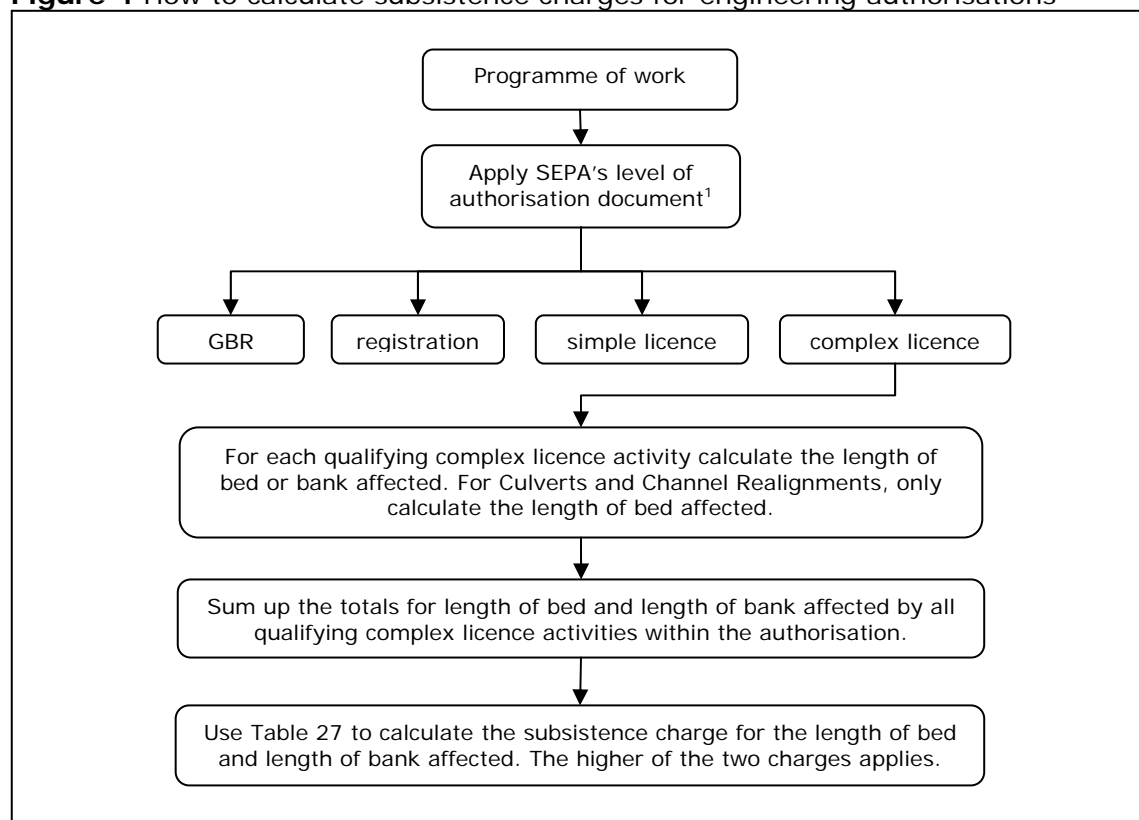 Figure 4 How to calculate subsistence charges for engineering authorisations
Programme of work
Apply SEPA's level of
authorisation document1
GBR
registration
simple licence
complex licence
For each qualifying complex licence activity calculate the length of
bed or bank affected. For Culverts and Channel Realignments, only
calculate the length of bed affected.
Sum up the totals for length of bed and length of bank affected by all
qualifying complex licence activities within the authorisation.
Use Table 27 to calculate the subsistence charge for the length of bed
and length of bank affected. The higher of the two charges applies.